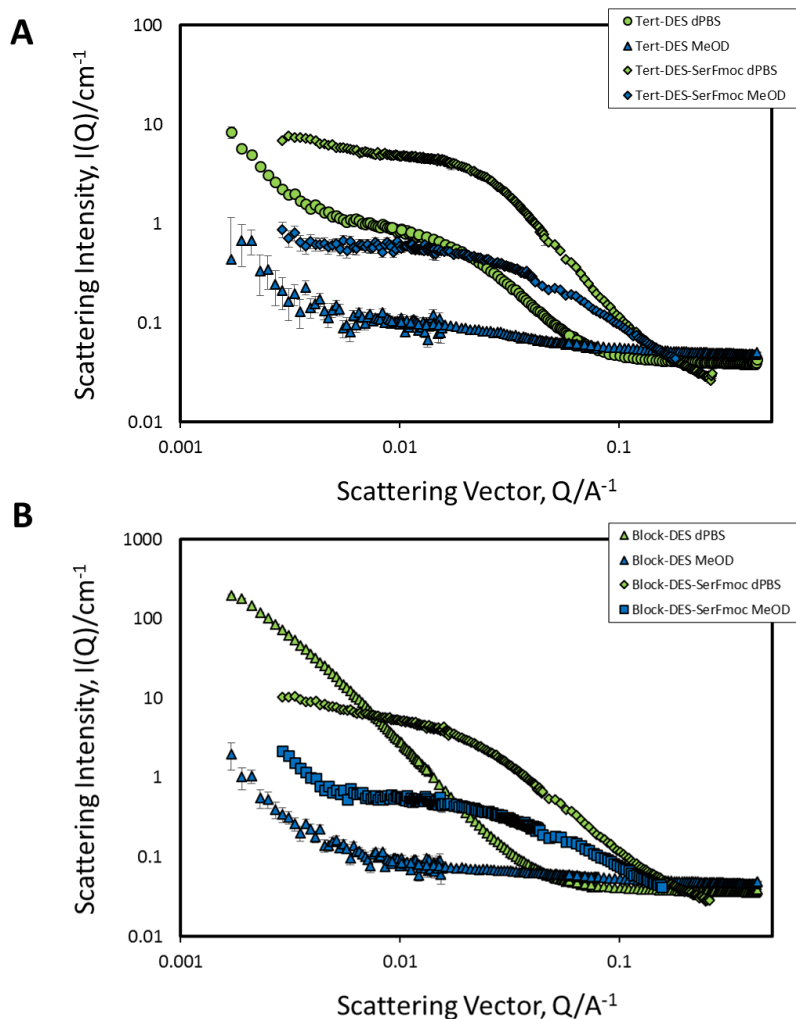 A
100
10
1
0.1
0.01
0.001
0.01
0.1
Scattering Intensity, I(Q)/cm⁻¹
Scattering Vector, Q/A⁻¹
Tert-DES dPBS
Tert-DES MeOD
Tert-DES-SerFmoc dPBS
Tert-DES-SerFmoc MeOD
B
1000
100
10
1
0.1
0.01
0.001
0.01
0.1
Scattering Intensity, I(Q)/cm⁻¹
Scattering Vector, Q/A⁻¹
Block-DES dPBS
Block-DES MeOD
Block-DES-SerFmoc dPBS
Block-DES-SerFmoc MeOD